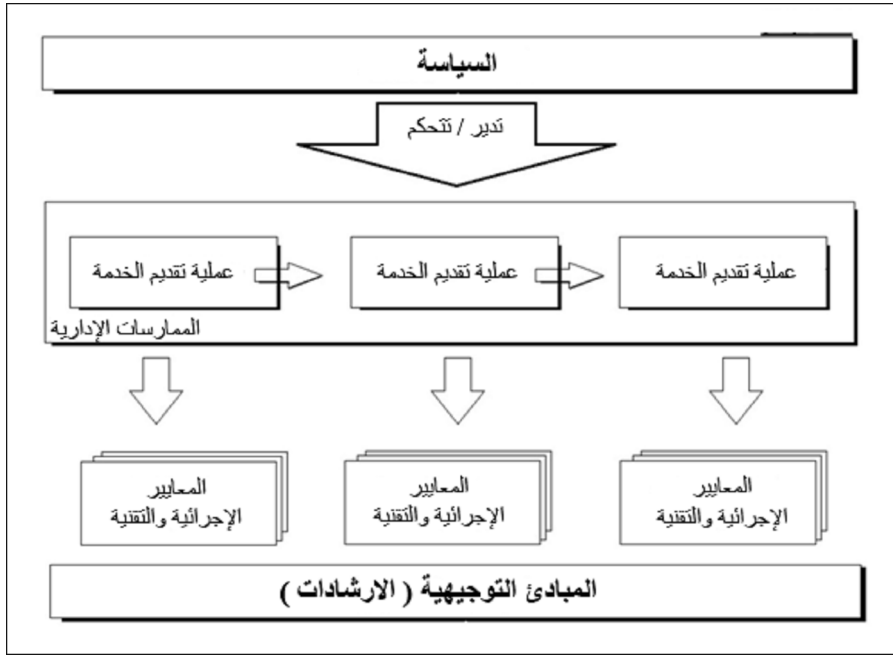 السياسة
تدير / تتحكم
عملية تقديم الخدمة
عملية تقديم الخدمة
عملية تقديم الخدمة
الممارسات الإدارية
المعايير
الإجرائية والتقنية
المعايير
الإجرائية والتقنية
المعايير
الإجرائية والتقنية
المبادئ التوجيهية ( الارشادات )